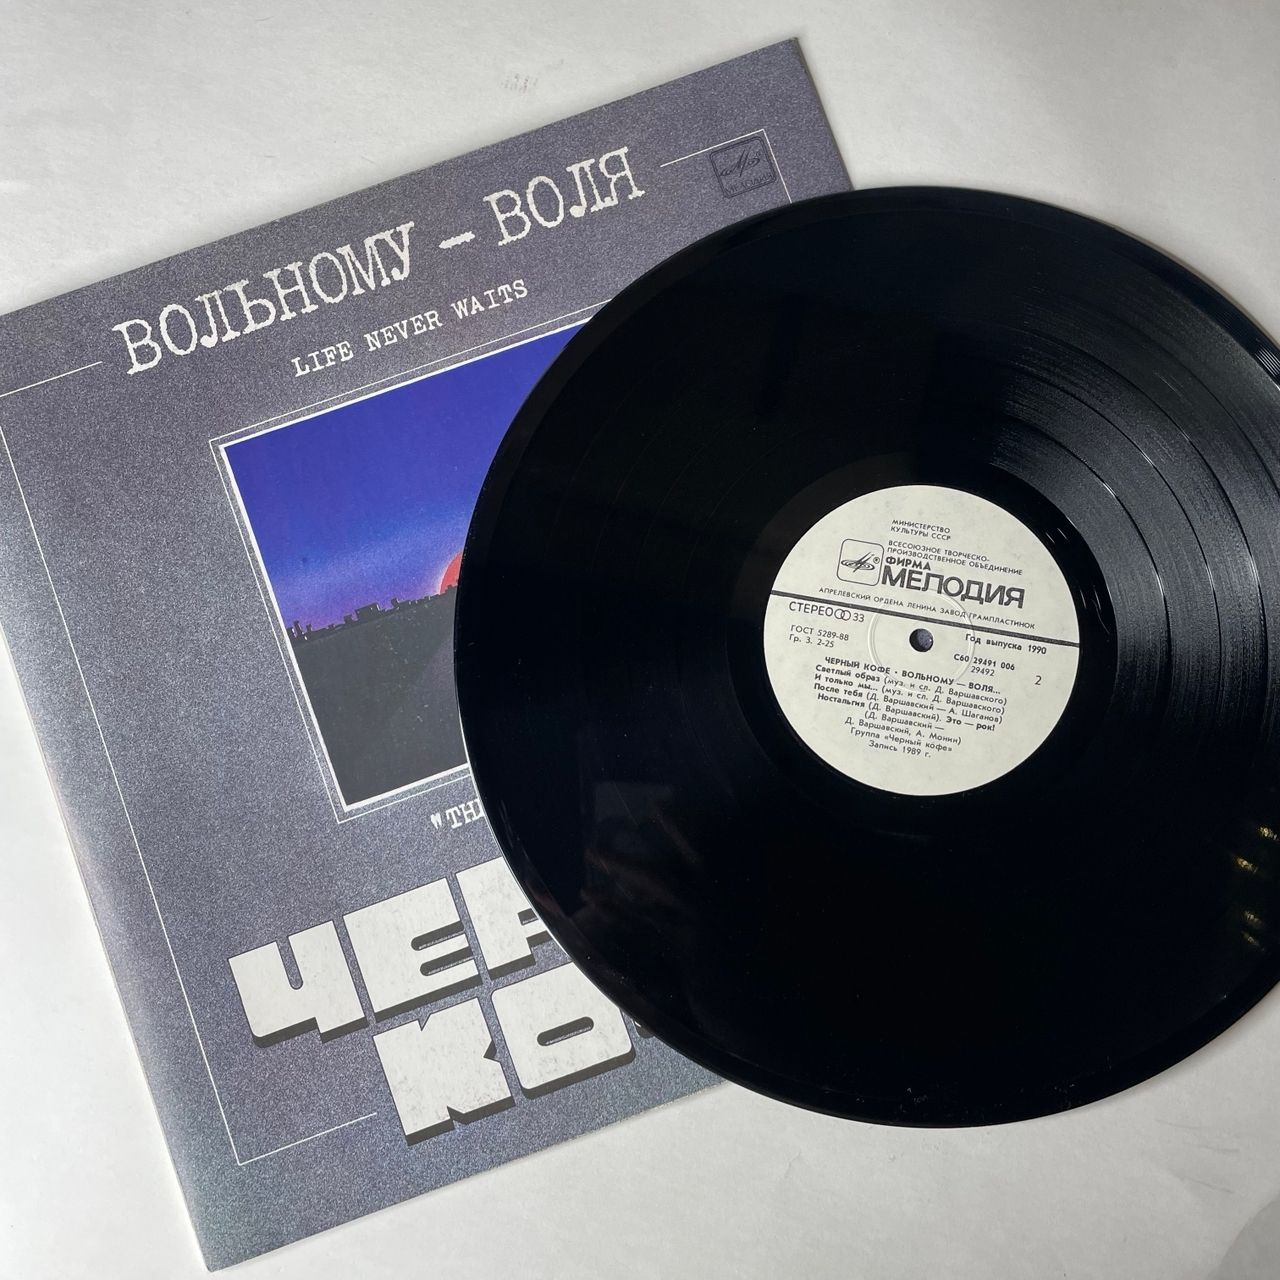 ВОЛЬНОМУ – ВОЛЯ
LIFE NEVER WAITS
МЕЛОДИЯ
"TH
ЧЕР
КО
МИНИСТЕРСТВО
КУЛЬТУРЫ СССР
ВСЕСОЮЗНОЕ ТВОРЧЕСКО-
ПРОИЗВОДСТВЕННОЕ ОБЪЕДИНЕНИЕ
® ФИРМА
МЕЛОДИЯ
АПРЕЛЕВСКИЙ ОРДЕНА ЛЕНИНА ЗАВОД ГРАМПЛАСТИНОК
СТЕРЕО 33
Год выпуска 1990
ГОСТ 5289-88
Гр. 3. 2-25
С60 29491 006
29492
2
ЧЕРНЫЙ КОФЕ • ВОЛЬНОМУ — ВОЛЯ...
Светлый образ (муз. и сл. Д. Варшавского)
И только мы... (муз. и сл. Д. Варшавского)
После тебя (Д. Варшавский — А. Шаганов)
Ностальгия (Д. Варшавский). Это — рок!
(Д. Варшавский —
Д. Варшавский, А. Монин)
Группа «Черный кофе»
Запись 1989 г.